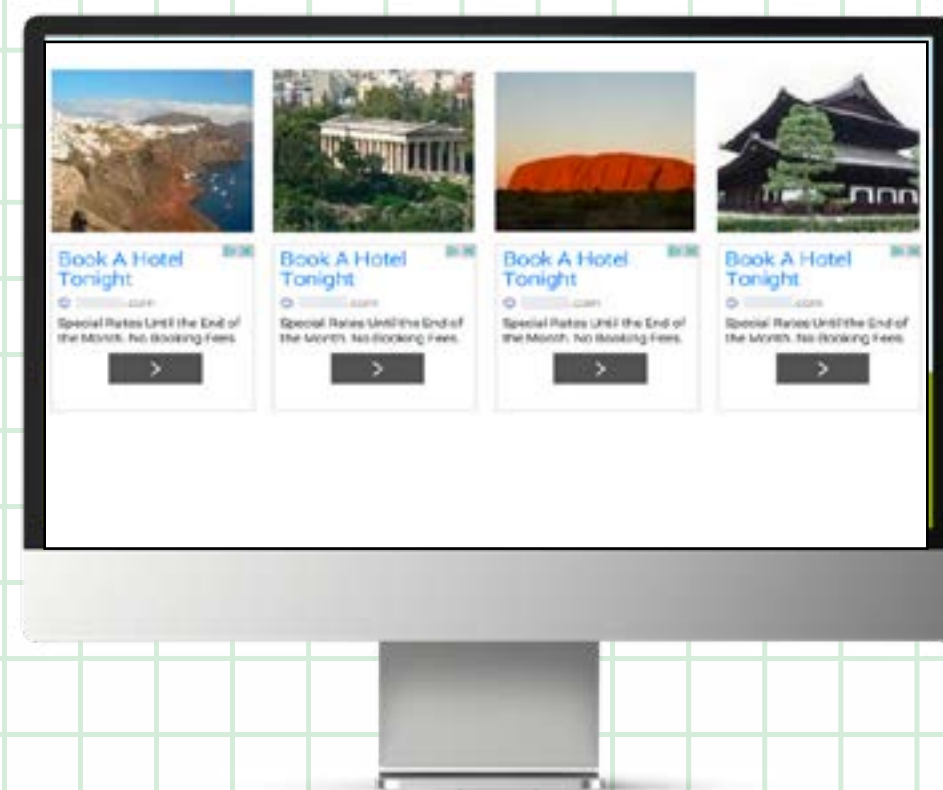 Book A Hotel
Tonight
.com
Special Rates Until the End of
the Month. No Booking Fees.
Book A Hotel
Tonight
.com
Special Rates Until the End of
the Month. No Booking Fees.
Book A Hotel
Tonight
.com
Special Rates Until the End of
the Month. No Booking Fees.
Book A Hotel
Tonight
.com
Special Rates Until the End of
the Month. No Booking Fees.